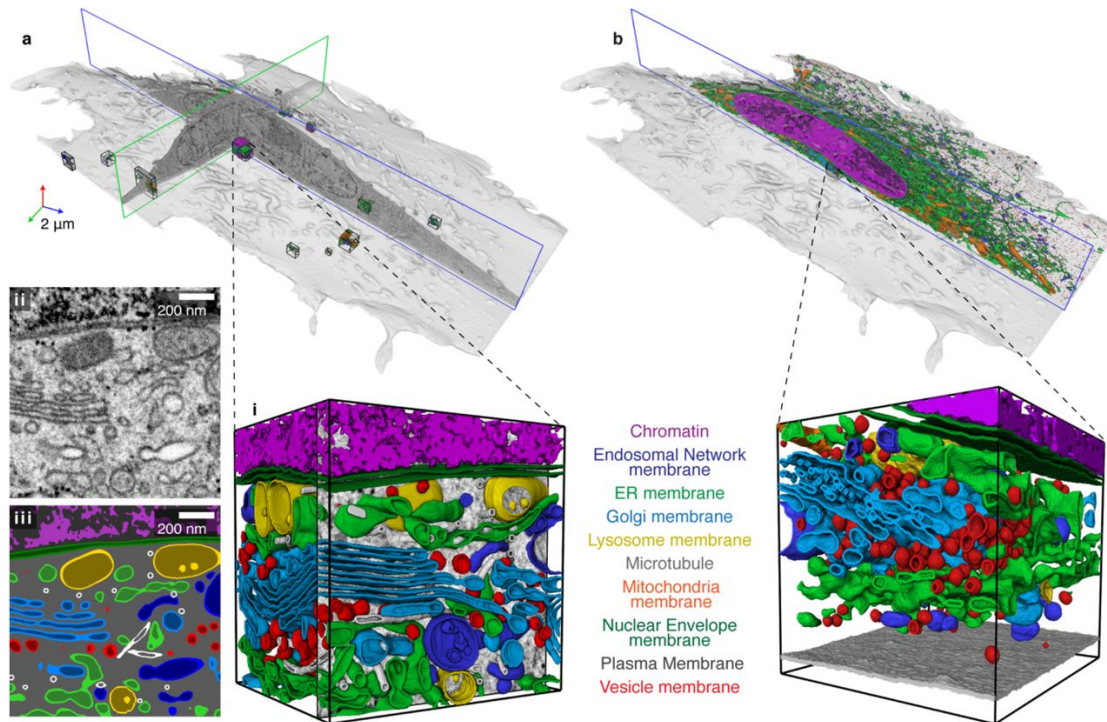 a
b
2 μm
ii
200 nm
iii
200 nm
i
Chromatin
Endosomal Network
membrane
ER membrane
Golgi membrane
Lysosome membrane
Microtubule
Mitochondria
membrane
Nuclear Envelope
membrane
Plasma Membrane
Vesicle membrane